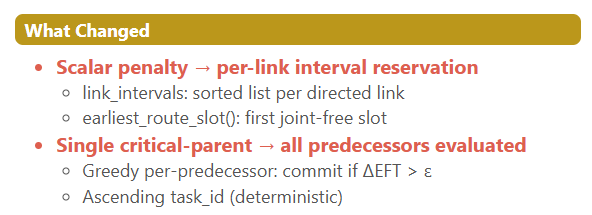 What Changed
• Scalar penalty → per-link interval reservation
◦ link_intervals: sorted list per directed link
◦ earliest_route_slot(): first joint-free slot
• Single critical-parent → all predecessors evaluated
◦ Greedy per-predecessor: commit if ΔEFT > ε
◦ Ascending task_id (deterministic)